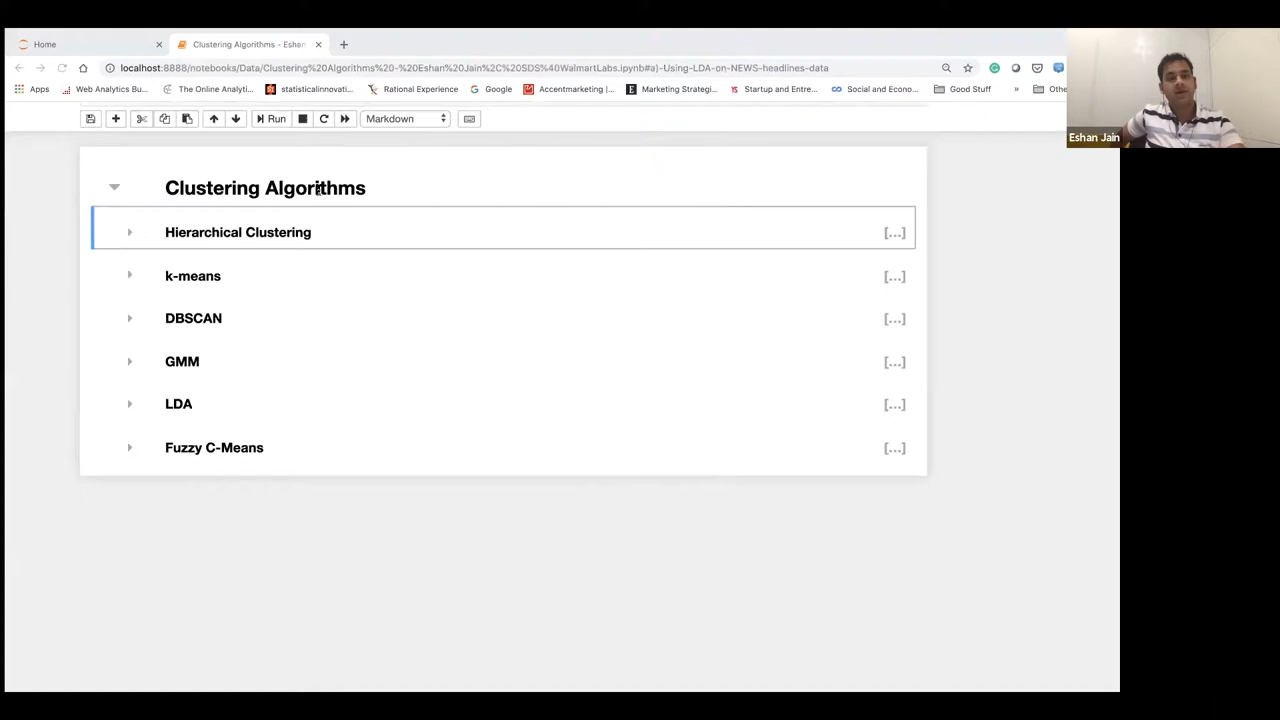 Home
Clustering Algorithms - Eshan
localhost:8888/notebooks/Data/Clustering%20Algorithms%20-%20Eshan%20Jain%2C%20SDS%40WalmartLabs.ipynb#a)-Using-LDA-on-NEWS-headlines-data
Apps Web Analytics Bu... The Online Analyti... statisticalinnovati... Rational Experience Google Accentmarketing |... Marketing Strategi... Startup and Entre... Social and Econo... Good Stuff » Othe
Run Markdown
Eshan Jain
Clustering Algorithms
Hierarchical Clustering [...]
k-means [...]
DBSCAN [...]
GMM [...]
LDA [...]
Fuzzy C-Means [...]